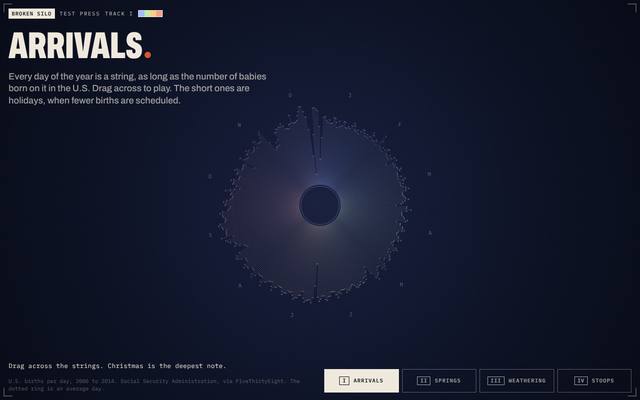 BROKEN SILO TEST PRESS TRACK I
ARRIVALS.
Every day of the year is a string, as long as the number of babies
born on it in the U.S. Drag across to play. The short ones are
holidays, when fewer births are scheduled.
D J
N F
O M
S A
A M
J J
Drag across the strings. Christmas is the deepest note.
U.S. births per day, 2000 to 2014. Social Security Administration, via FiveThirtyEight. The
dotted ring is an average day.
I ARRIVALS II SPRINGS III WEATHERING IV STOOPS